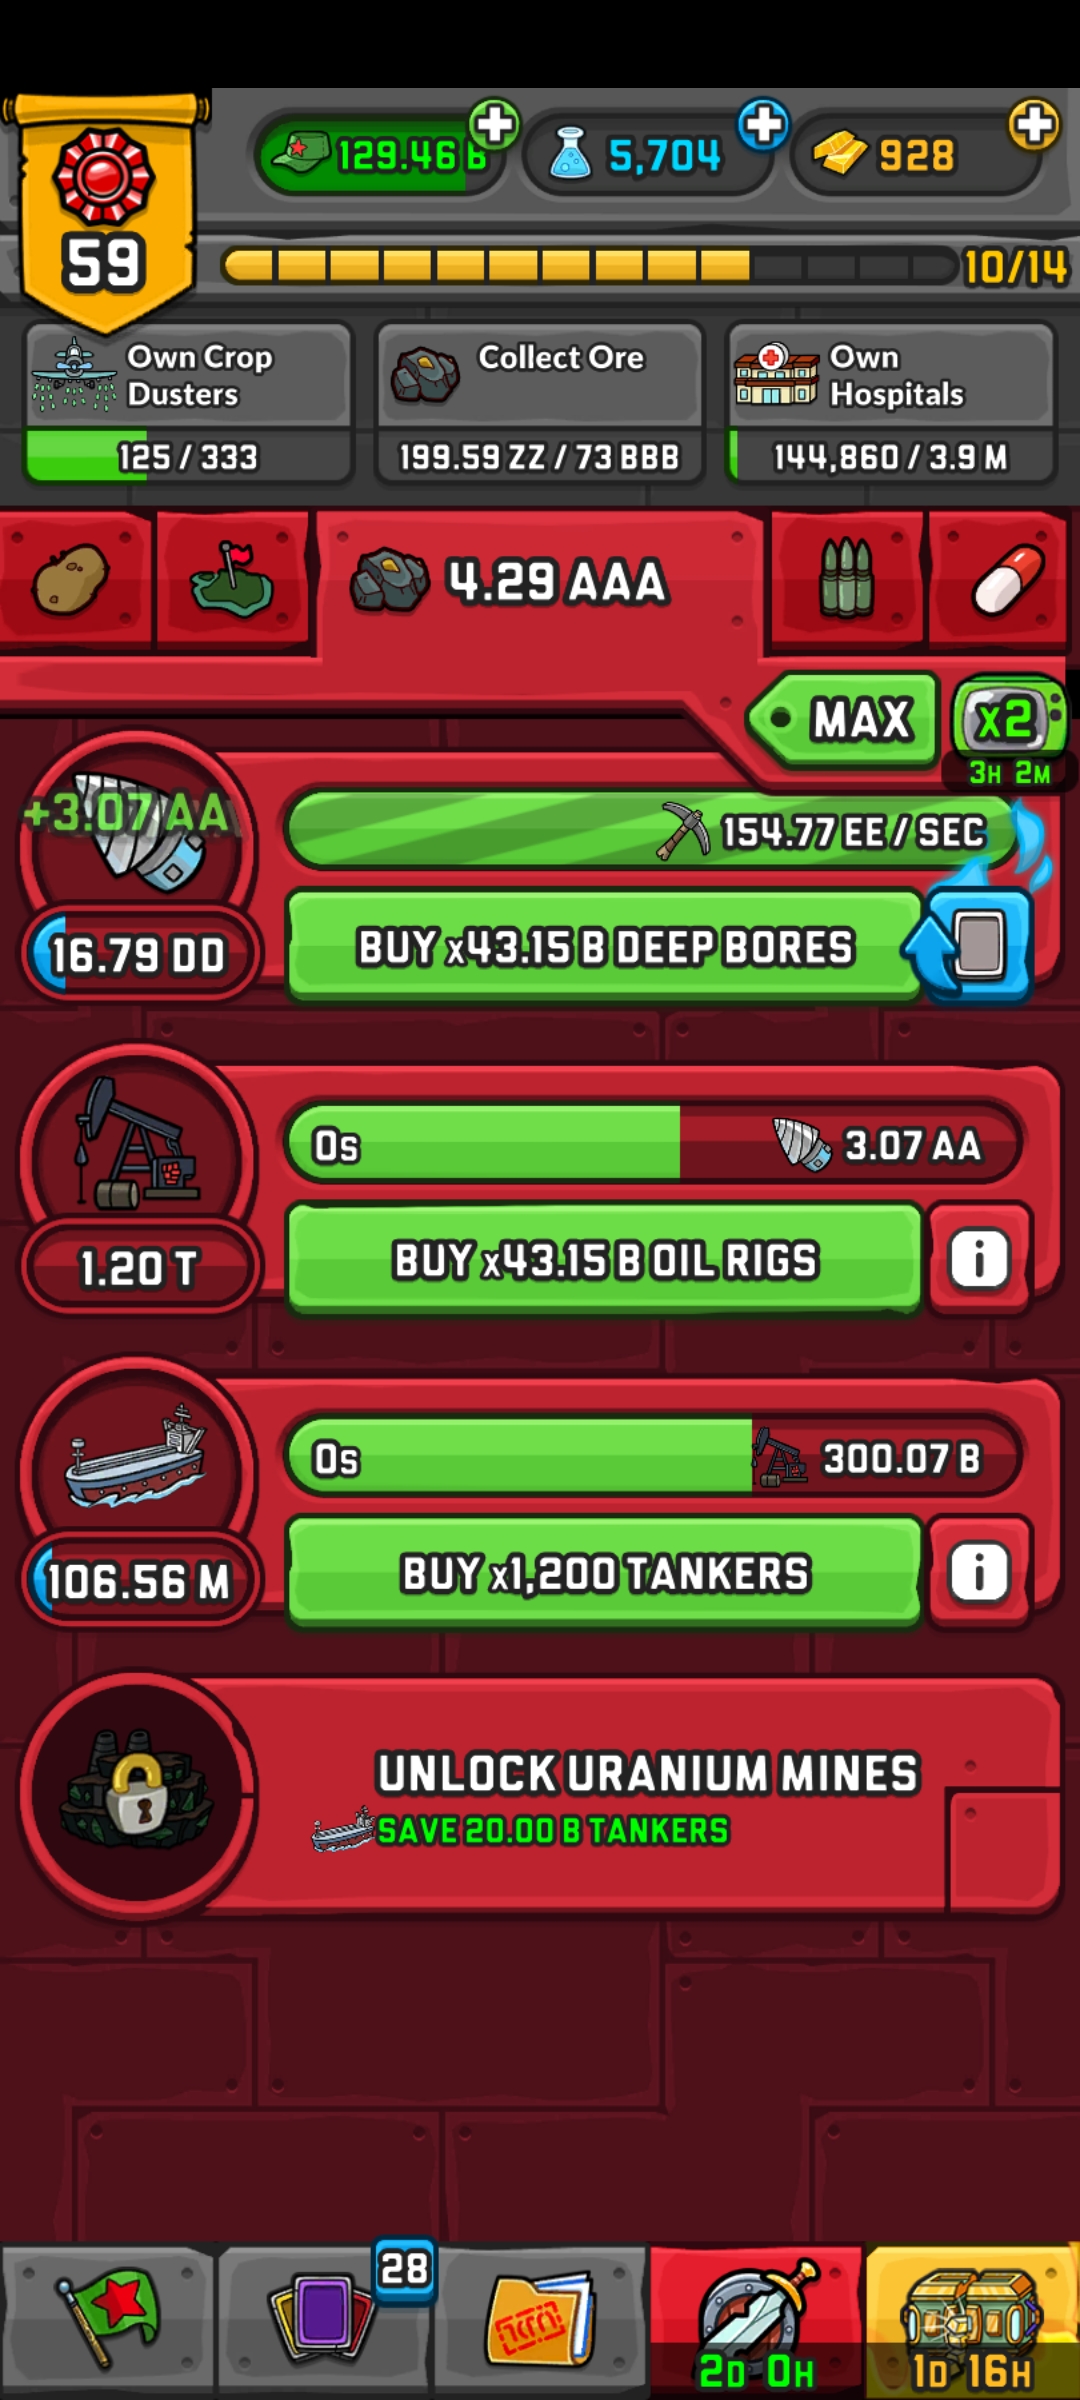 129.46 B
5,704
928
59
10/14
Own Crop
Dusters
125 / 333
Collect Ore
199.59 ZZ / 73 BBB
Own
Hospitals
144,860 / 3.9 M
4.29 AAA
MAX
x2
3H 2M
+3.07 AA
154.77 EE / SEC
16.79 DD
BUY x43.15 B DEEP BORES
0s
3.07 AA
1.20 T
BUY x43.15 B OIL RIGS
i
0s
300.07 B
106.56 M
BUY x1,200 TANKERS
i
UNLOCK URANIUM MINES
SAVE 20.00 B TANKERS
28
2D 0H
1D 16H